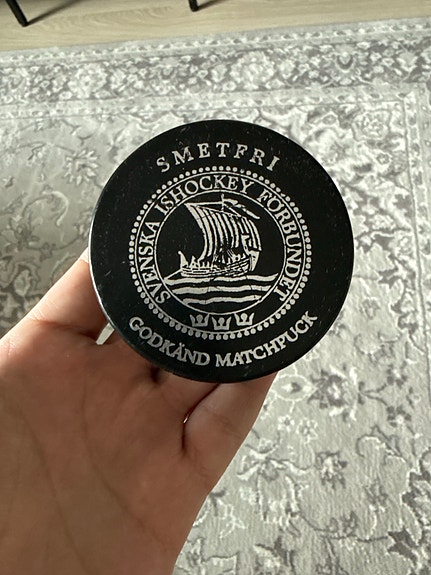 SMETFRI
SVENSKA ISHOCKEY FÖRBUNDET
GODKÄND MATCHPUCK